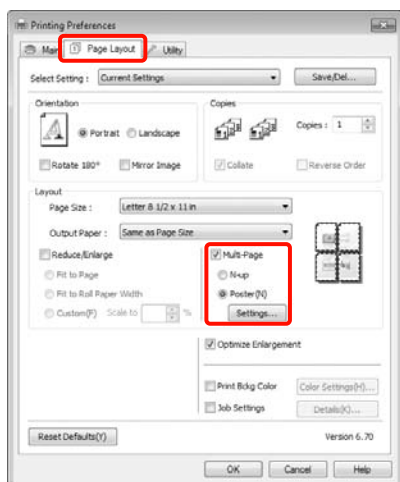 Printing Preferences
Main Page Layout Utility
Select Setting : Current Settings Save/Del...
Orientation
Portrait Landscape
Rotate 180° Mirror Image
Copies
Copies : 1
Collate Reverse Order
Layout
Page Size : Letter 8 1/2 x 11 in
Output Paper : Same as Page Size
Reduce/Enlarge
Fit to Page
Fit to Roll Paper Width
Custom(F) Scale to %
Multi-Page
N-up
Poster(N)
Settings...
Optimize Enlargement
Print Bckg Color Color Settings(H)...
Job Settings Details(K)...
Reset Defaults(Y) Version 6.70
OK Cancel Help